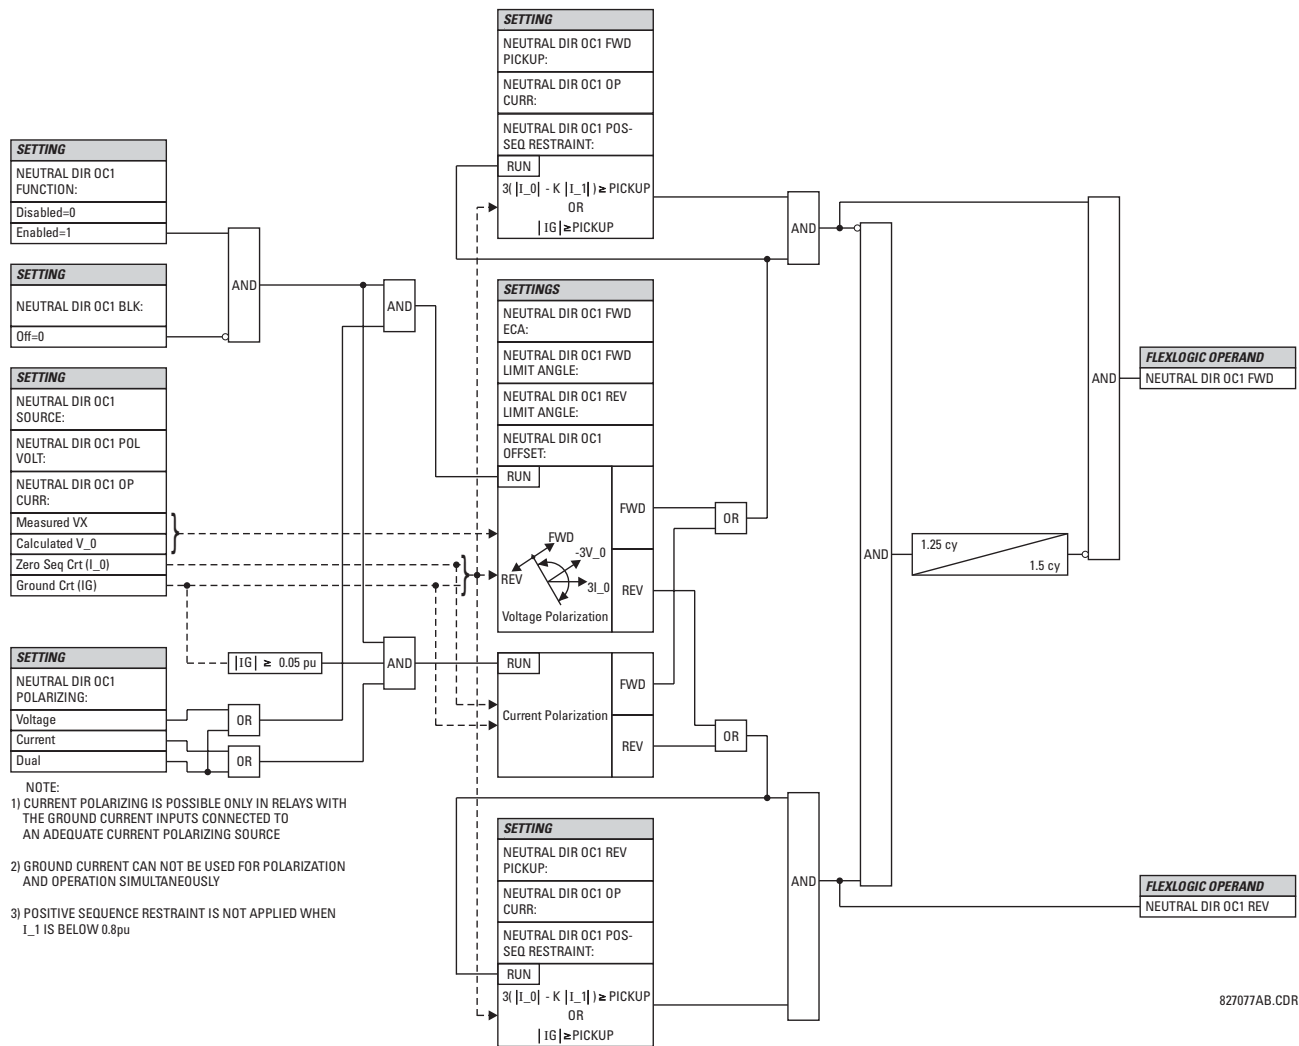 SETTING
NEUTRAL DIR OC1 FWD
PICKUP:
NEUTRAL DIR OC1 OP
CURR:
NEUTRAL DIR OC1 POS-
SEQ RESTRAINT:
RUN
3( |I_0| - K |I_1| ) ≥ PICKUP
OR
|IG| ≥ PICKUP
SETTING
NEUTRAL DIR OC1
FUNCTION:
Disabled=0
Enabled=1
SETTING
NEUTRAL DIR OC1 BLK:
Off=0
AND
AND
AND
SETTING
NEUTRAL DIR OC1
SOURCE:
NEUTRAL DIR OC1 POL
VOLT:
NEUTRAL DIR OC1 OP
CURR:
Measured VX
Calculated V_0
Zero Seq Crt (I_0)
Ground Crt (IG)
SETTINGS
NEUTRAL DIR OC1 FWD
ECA:
NEUTRAL DIR OC1 FWD
LIMIT ANGLE:
NEUTRAL DIR OC1 REV
LIMIT ANGLE:
NEUTRAL DIR OC1
OFFSET:
RUN
FWD
REV
FWD
-3V_0
REV
3I_0
Voltage Polarization
OR
AND
1.25 cy
1.5 cy
AND
FLEXLOGIC OPERAND
NEUTRAL DIR OC1 FWD
SETTING
NEUTRAL DIR OC1
POLARIZING:
Voltage
Current
Dual
OR
OR
|IG| ≥ 0.05 pu
AND
RUN
Current Polarization
FWD
REV
OR
NOTE:
1) CURRENT POLARIZING IS POSSIBLE ONLY IN RELAYS WITH
THE GROUND CURRENT INPUTS CONNECTED TO
AN ADEQUATE CURRENT POLARIZING SOURCE
2) GROUND CURRENT CAN NOT BE USED FOR POLARIZATION
AND OPERATION SIMULTANEOUSLY
3) POSITIVE SEQUENCE RESTRAINT IS NOT APPLIED WHEN
I_1 IS BELOW 0.8pu
SETTING
NEUTRAL DIR OC1 REV
PICKUP:
NEUTRAL DIR OC1 OP
CURR:
NEUTRAL DIR OC1 POS-
SEQ RESTRAINT:
RUN
3( |I_0| - K |I_1| ) ≥ PICKUP
OR
|IG| ≥ PICKUP
AND
FLEXLOGIC OPERAND
NEUTRAL DIR OC1 REV
827077AB.CDR